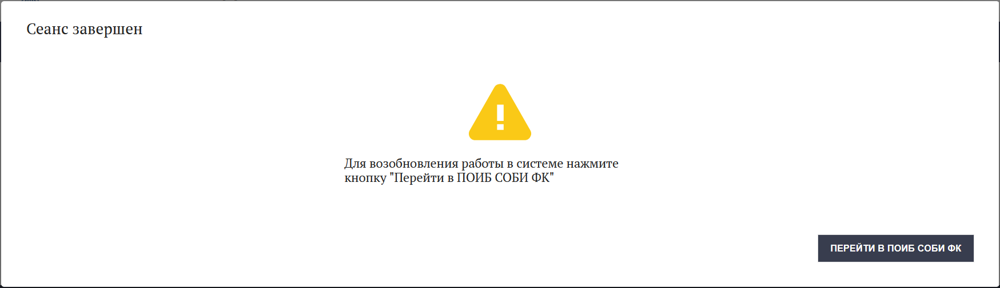 Сеанс завершен
Для возобновления работы в системе нажмите
кнопку "Перейти в ПОИБ СОБИ ФК"
ПЕРЕЙТИ В ПОИБ СОБИ ФК